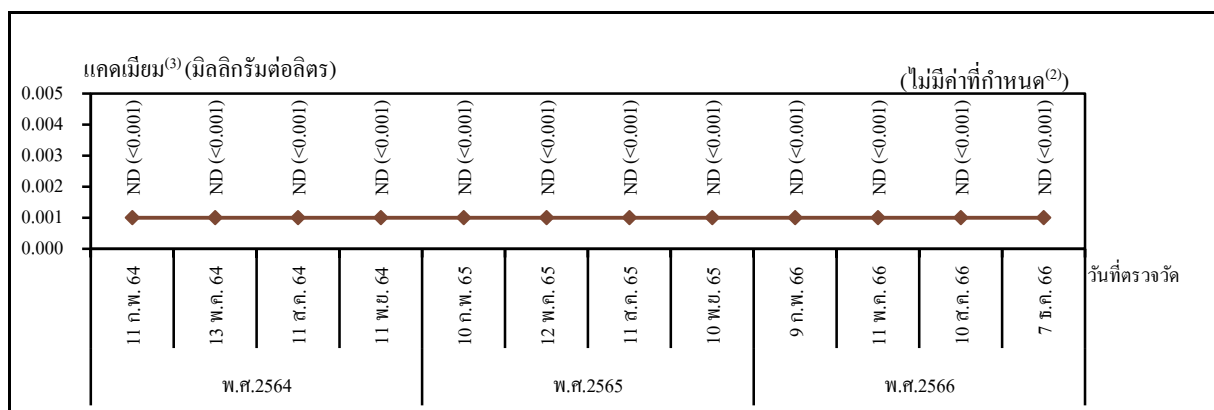 แคดเมียม(3) (มิลลิกรัมต่อลิตร)
(ไม่มีค่าที่กำหนด(2))
0.005
0.004
0.003
0.002
0.001
0.000
ND (<0.001)
ND (<0.001)
ND (<0.001)
ND (<0.001)
ND (<0.001)
ND (<0.001)
ND (<0.001)
ND (<0.001)
ND (<0.001)
ND (<0.001)
ND (<0.001)
ND (<0.001)
11 ก.พ. 64
13 พ.ค. 64
11 ส.ค. 64
11 พ.ย. 64
10 ก.พ. 65
12 พ.ค. 65
11 ส.ค. 65
10 พ.ย. 65
9 ก.พ. 66
11 พ.ค. 66
10 ส.ค. 66
7 ธ.ค. 66
วันที่ตรวจวัด
พ.ศ.2564
พ.ศ.2565
พ.ศ.2566